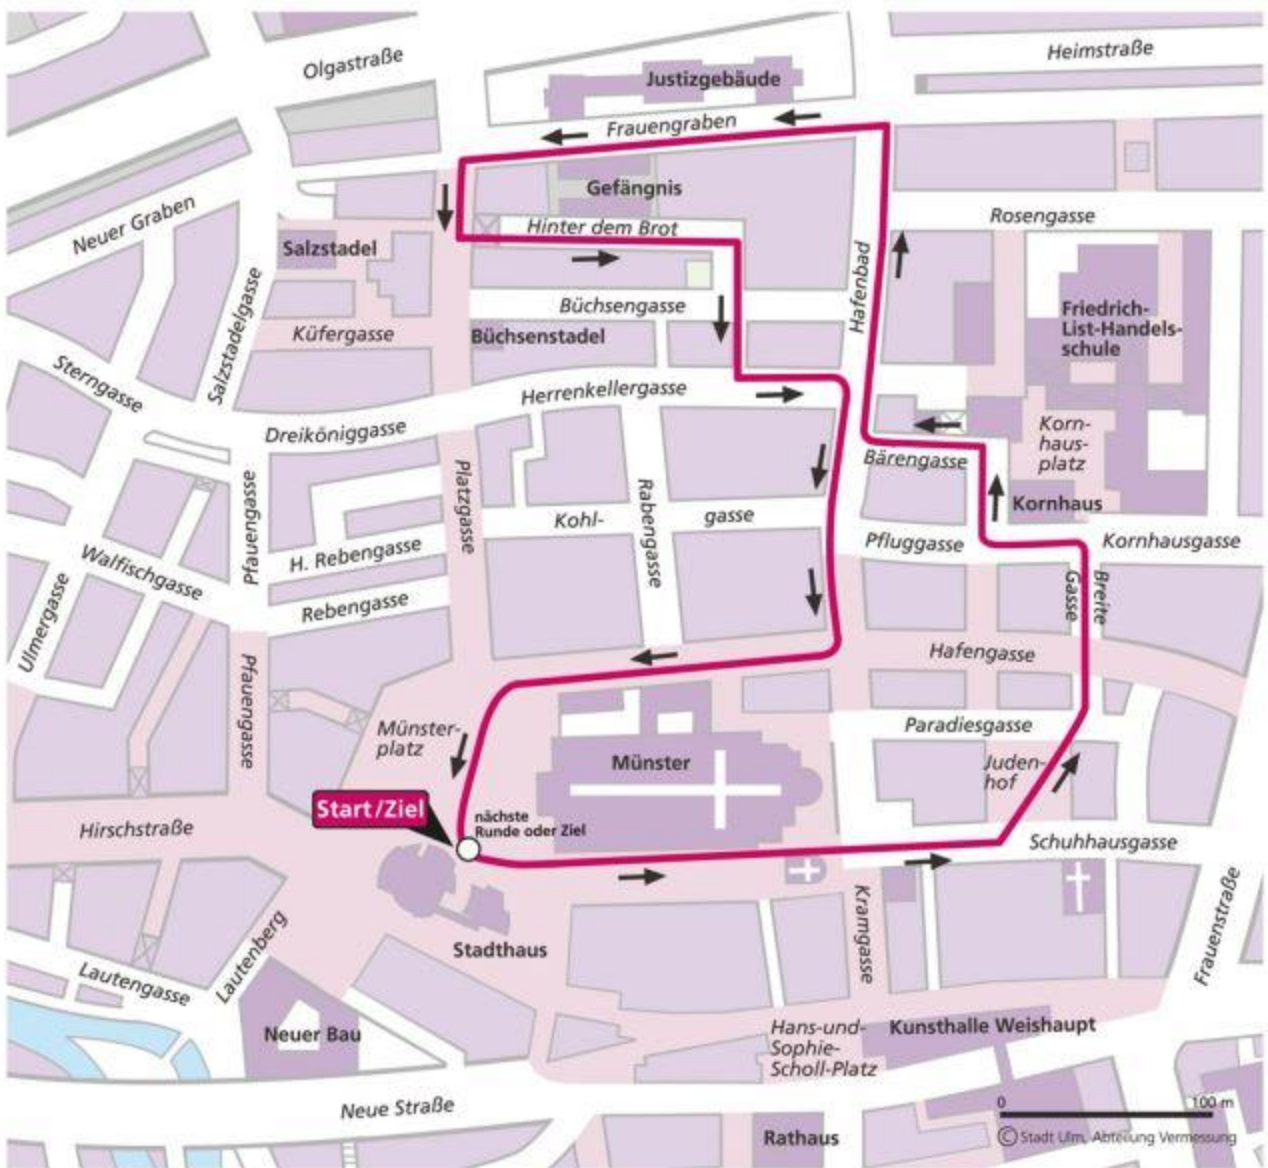 Olgastraße
Justizgebäude
Heimstraße
Frauengraben
Gefängnis
Neuer Graben
Salzstadel
Hinter dem Brot
Rosengasse
Salzstadelgasse
Küfergasse
Büchsengasse
Büchsenstadel
Hafenbad
Friedrich-
List-Handels-
schule
Sterngasse
Herrenkellergasse
Dreiköniggasse
Korn-
haus-
platz
Bärengasse
Kornhaus
Pfauengasse
Platzgasse
Rabengasse
Kohl-
gasse
Pfluggasse
Kornhausgasse
H. Rebengasse
Walfischgasse
Rebengasse
Ulmergasse
Breite
Gasse
Hafengasse
Pfauengasse
Münster-
platz
Münster
Paradiesgasse
Juden-
hof
Start/Ziel
nächste
Runde oder Ziel
Hirschstraße
Schuhhausgasse
Kramgasse
Frauenstraße
Stadthaus
Lautenberg
Lautengasse
Neuer Bau
Hans-und-
Sophie-
Scholl-Platz
Kunsthalle Weishaupt
Neue Straße
Rathaus
0 100 m
© Stadt Ulm, Abteilung Vermessung